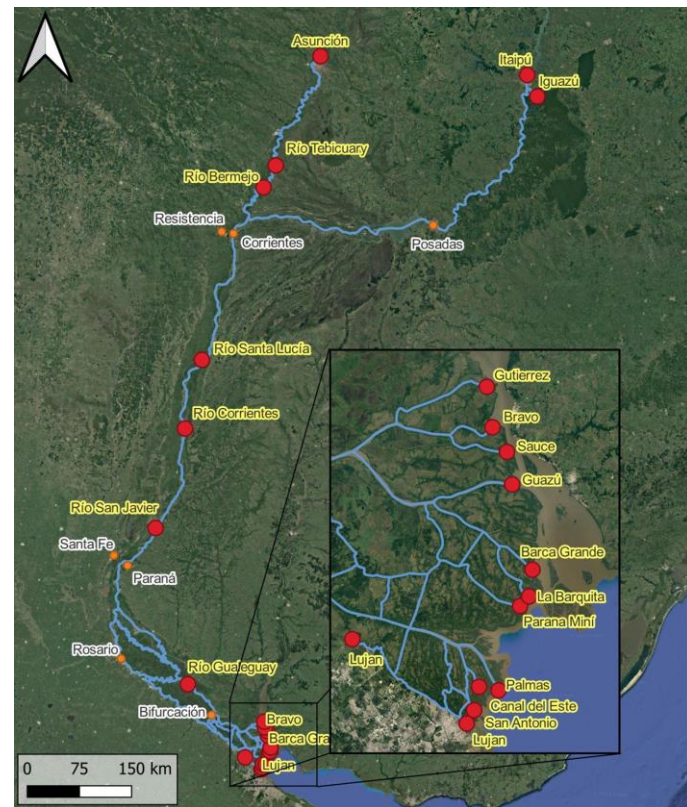 Asunción
Itaipú
Iguazú
Río Tebicuary
Río Bermejo
Resistencia
Corrientes
Posadas
Río Santa Lucía
Gutierrez
Río Corrientes
Bravo
Sauce
Guazú
Río San Javier
Santa Fe
Paraná
Barca Grande
La Barquita
Parana Miní
Rosario
Lujan
Río Gualeguay
Palmas
Bifurcación
Canal del Este
San Antonio
Lujan
Bravo
Barca Gra
Lujan
0 75 150 km